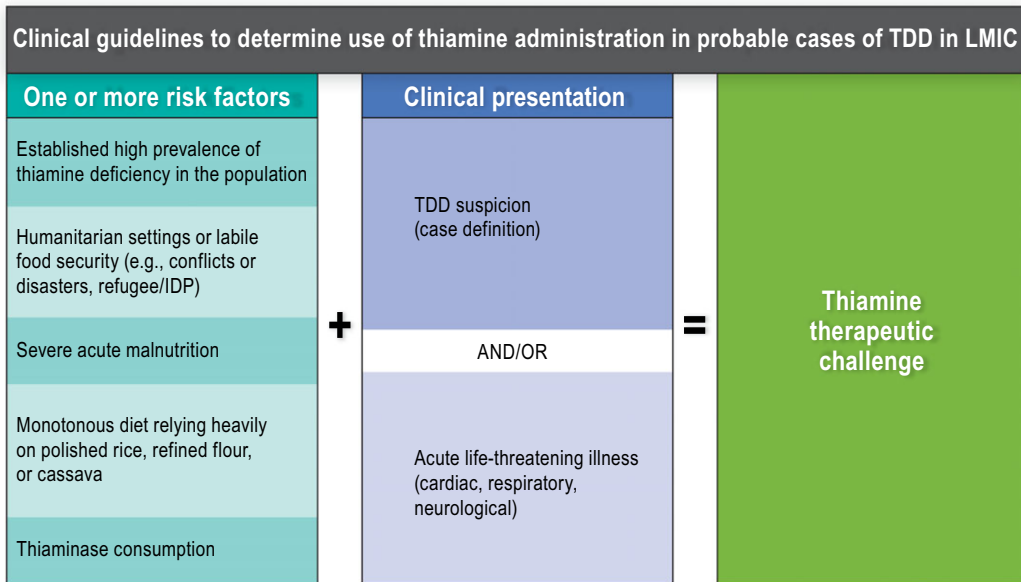 Clinical guidelines to determine use of thiamine administration in probable cases of TDD in LMIC
One or more risk factors
Established high prevalence of
thiamine deficiency in the population
Humanitarian settings or labile
food security (e.g., conflicts or
disasters, refugee/IDP)
Severe acute malnutrition
Monotonous diet relying heavily
on polished rice, refined flour,
or cassava
Thiaminase consumption
+
Clinical presentation
TDD suspicion
(case definition)
AND/OR
Acute life-threatening illness
(cardiac, respiratory,
neurological)
=
Thiamine
therapeutic
challenge